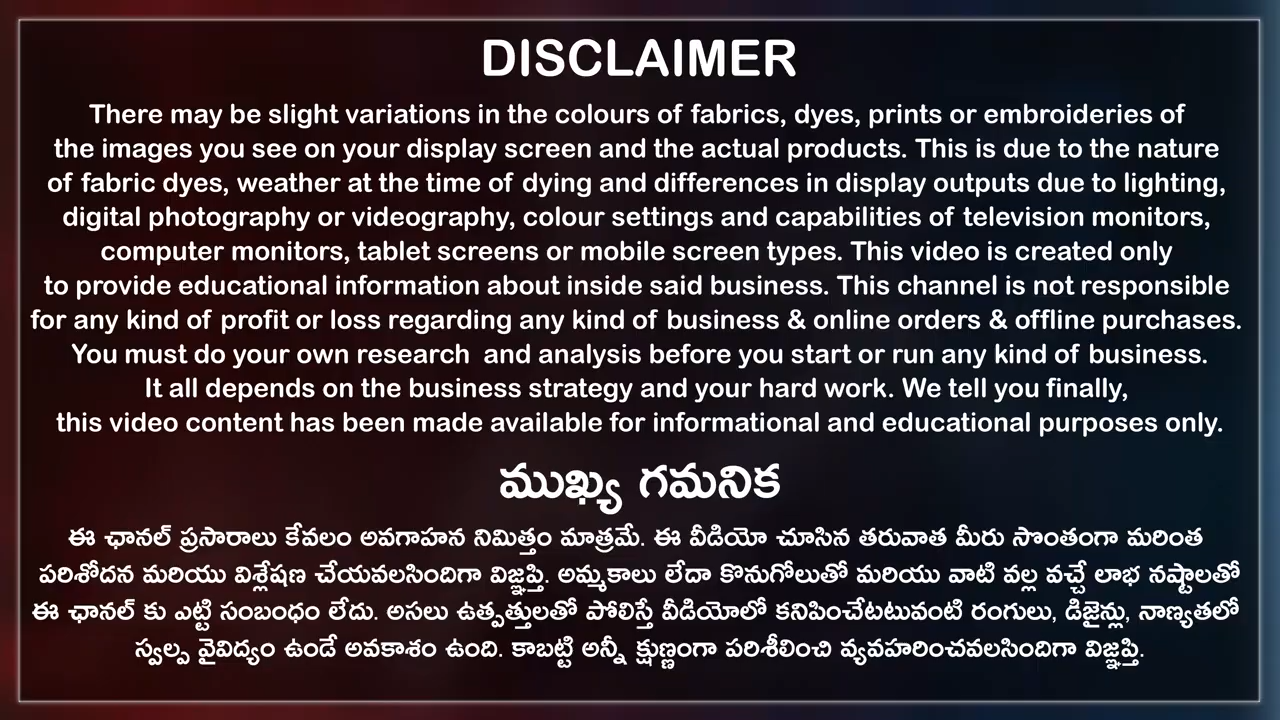 DISCLAIMER
There may be slight variations in the colours of fabrics, dyes, prints or embroideries of
the images you see on your display screen and the actual products. This is due to the nature
of fabric dyes, weather at the time of dying and differences in display outputs due to lighting,
digital photography or videography, colour settings and capabilities of television monitors,
computer monitors, tablet screens or mobile screen types. This video is created only
to provide educational information about inside said business. This channel is not responsible
for any kind of profit or loss regarding any kind of business & online orders & offline purchases.
You must do your own research and analysis before you start or run any kind of business.
It all depends on the business strategy and your hard work. We tell you finally,
this video content has been made available for informational and educational purposes only.
ముఖ్య గమనిక
ఈ ఛానల్ ప్రసారాలు కేవలం అవగాహన నిమిత్తం మాత్రమే. ఈ వీడియో చూసిన తరువాత మీరు సొంతంగా మరింత
పరిశోదన మరియు విశ్లేషణ చేయవలసిందిగా విజ్ఞప్తి. అమ్మకాలు లేదా కొనుగోలుతో మరియు వాటి వల్ల వచ్చే లాభ నష్టాలతో
ఈ ఛానల్ కు ఎట్టి సంబంధం లేదు. అసలు ఉత్పత్తులతో పోలిస్తే వీడియోలో కనిపించేటటువంటి రంగులు, డిజైన్లు, నాణ్యతలో
స్వల్ప వైవిధ్యం ఉండే అవకాశం ఉంది. కాబట్టి అన్నీ క్షుణ్ణంగా పరిశీలించి వ్యవహరించవలసిందిగా విజ్ఞప్తి.